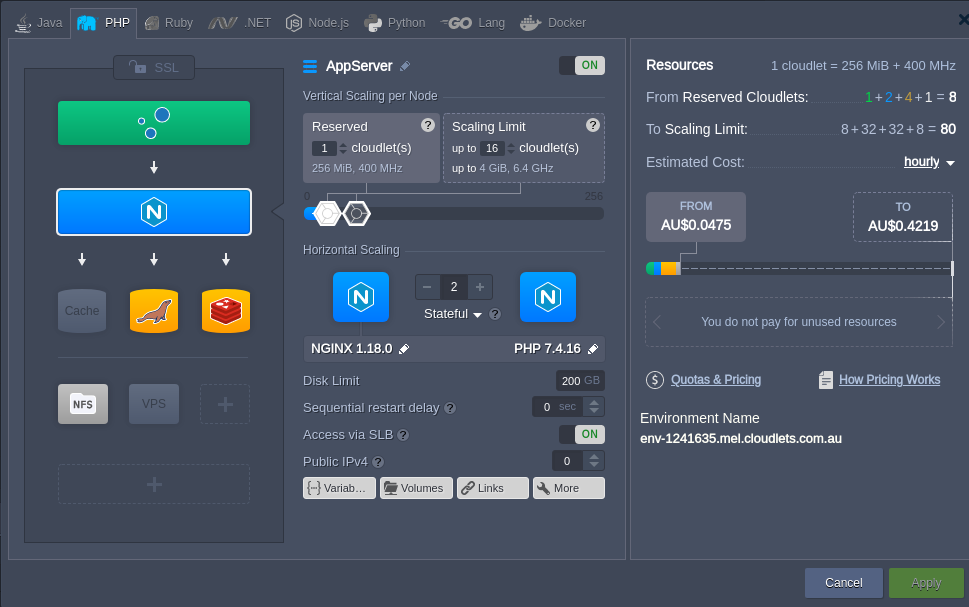 Java PHP Ruby .NET Node.js Python GO Lang Docker
SSL
N
Cache
NFS VPS
AppServer ON
Vertical Scaling per Node
Reserved ?
1 cloudlet(s)
256 MiB, 400 MHz
Scaling Limit ?
up to 16 cloudlet(s)
up to 4 GiB, 6.4 GHz
0 256
Horizontal Scaling
N 2 N
Stateful ?
NGINX 1.18.0 PHP 7.4.16
Disk Limit 200 GB
Sequential restart delay ? 0 sec
Access via SLB ? ON
Public IPv4 ? 0
{···} Variab... Volumes Links More
Resources 1 cloudlet = 256 MiB + 400 MHz
From Reserved Cloudlets: 1 + 2 + 4 + 1 = 8
To Scaling Limit: 8 + 32 + 32 + 8 = 80
Estimated Cost: hourly
FROM
AU$0.0475
TO
AU$0.4219
You do not pay for unused resources
$ Quotas & Pricing How Pricing Works
Environment Name
env-1241635.mel.cloudlets.com.au
Cancel Apply